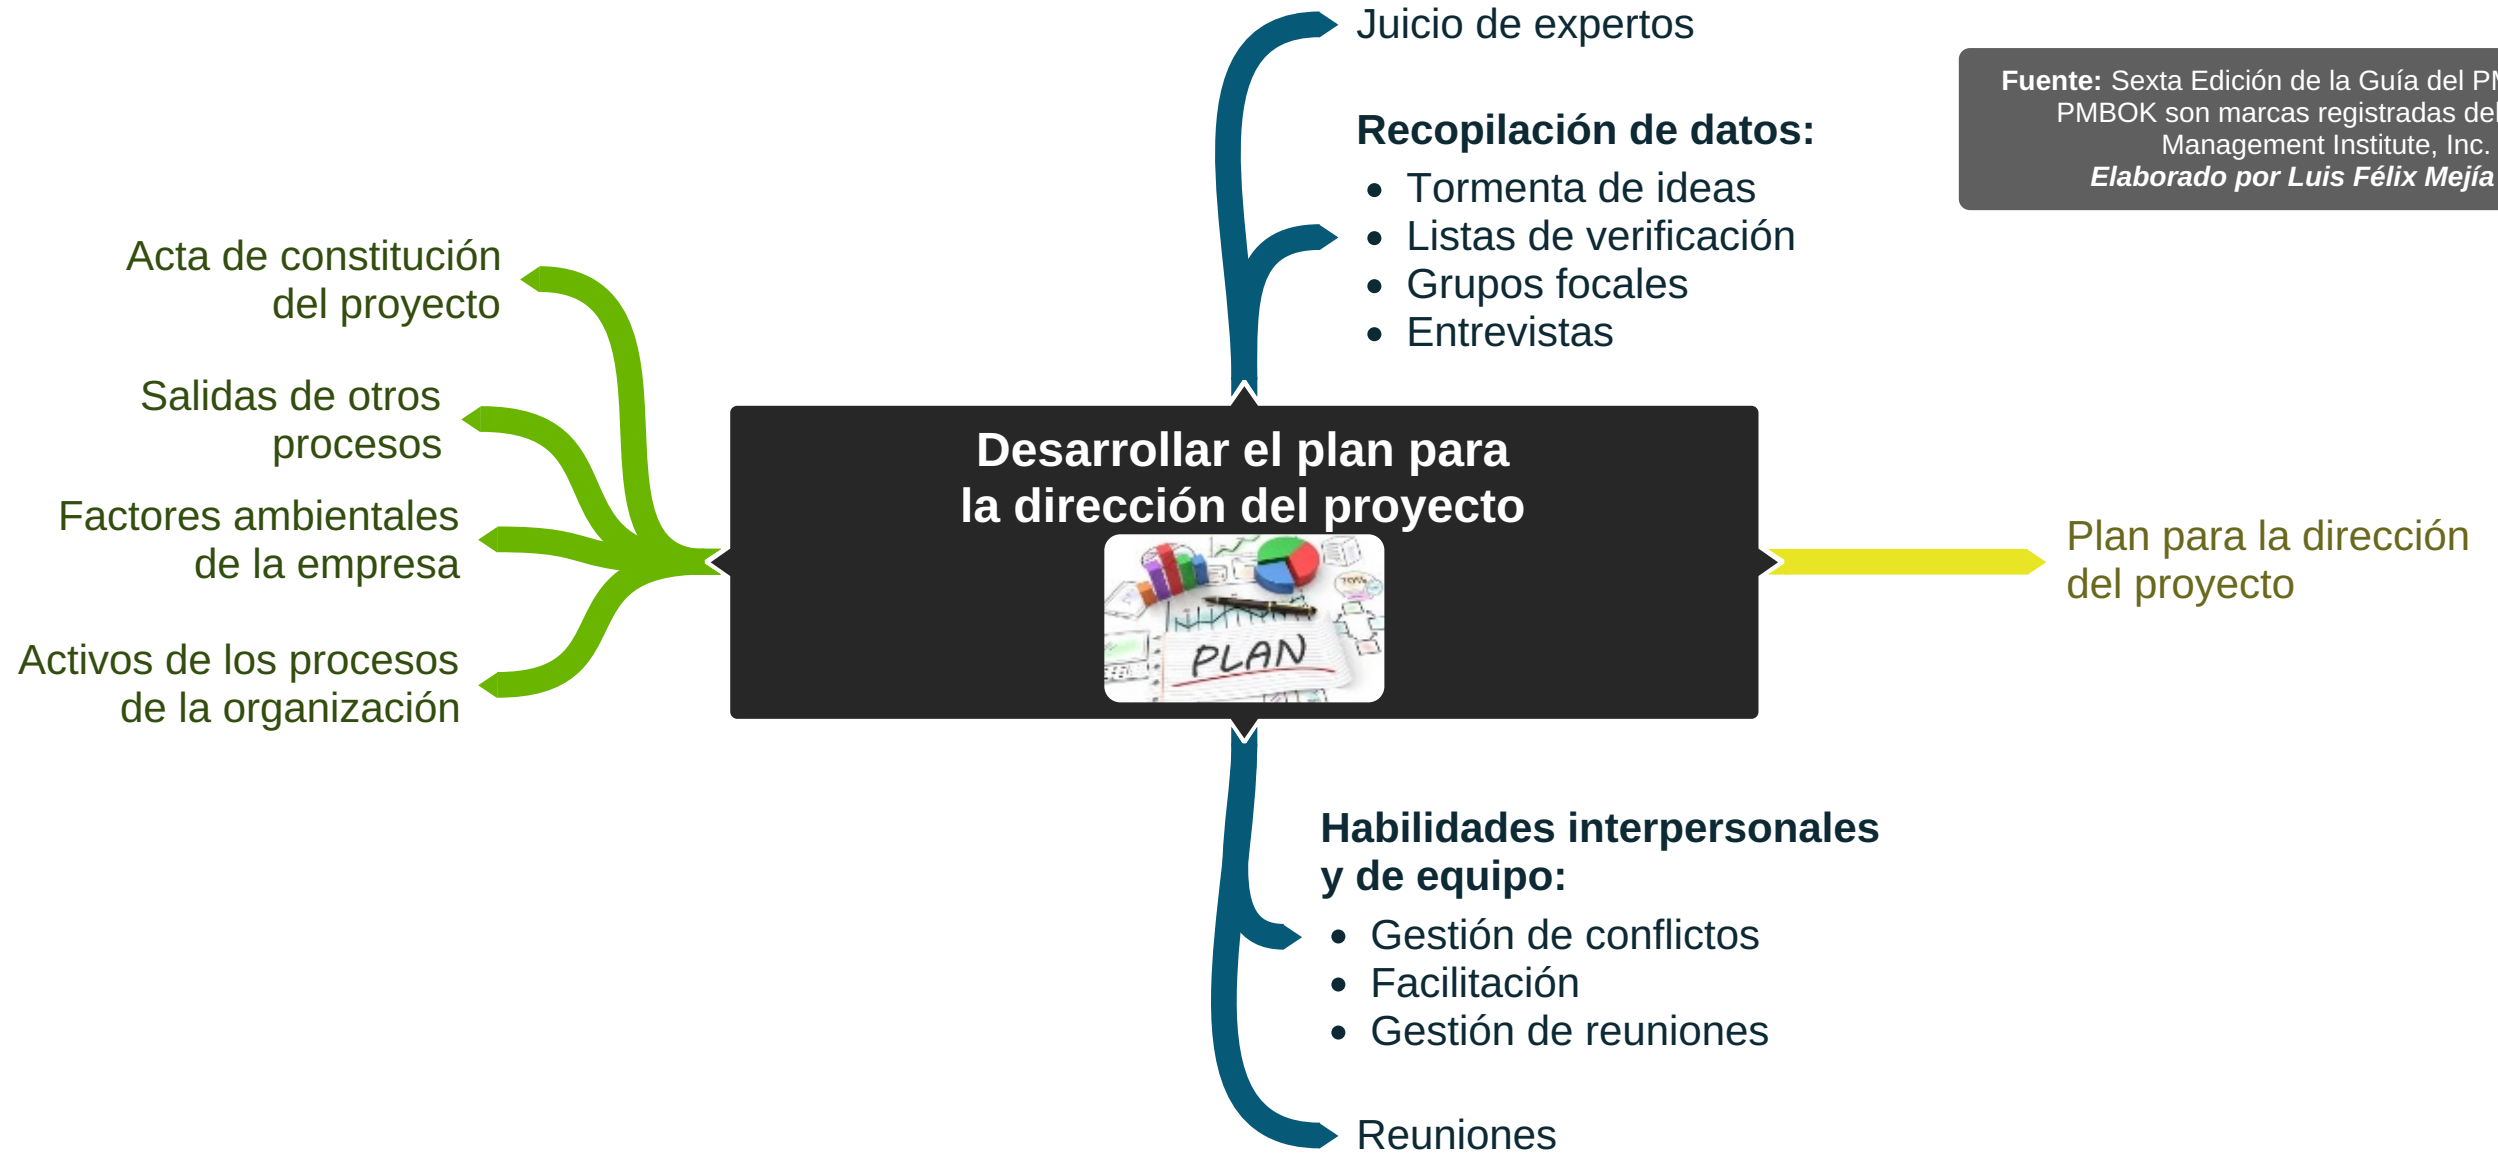 Juicio de expertos
Fuente: Sexta Edición de la Guía del
PMBOK son marcas registradas
Management Institute, Inc.
Elaborado por Luis Félix Mejía
Recopilación de datos:
• Tormenta de ideas
• Listas de verificación
• Grupos focales
• Entrevistas
Acta de constitución
del proyecto
Salidas de otros
procesos
Factores ambientales
de la empresa
Activos de los procesos
de la organización
Desarrollar el plan para
la dirección del proyecto
PLAN
Plan para la dirección
del proyecto
Habilidades interpersonales
y de equipo:
• Gestión de conflictos
• Facilitación
• Gestión de reuniones
Reuniones